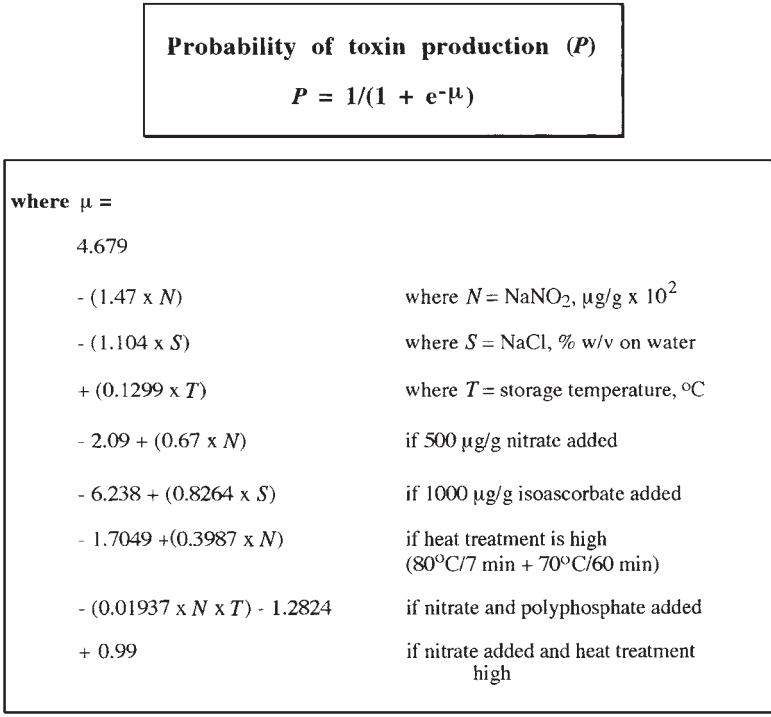 Probability of toxin production (P)
P = 1/(1 + e-µ)
where µ =
4.679
- (1.47 x N) where N = NaNO2, µg/g x 10²
- (1.104 x S) where S = NaCl, % w/v on water
+ (0.1299 x T) where T = storage temperature, °C
- 2.09 + (0.67 x N) if 500 µg/g nitrate added
- 6.238 + (0.8264 x S) if 1000 µg/g isoascorbate added
- 1.7049 +(0.3987 x N) if heat treatment is high
(80°C/7 min + 70°C/60 min)
- (0.01937 x N x T) - 1.2824 if nitrate and polyphosphate added
+ 0.99 if nitrate added and heat treatment
high